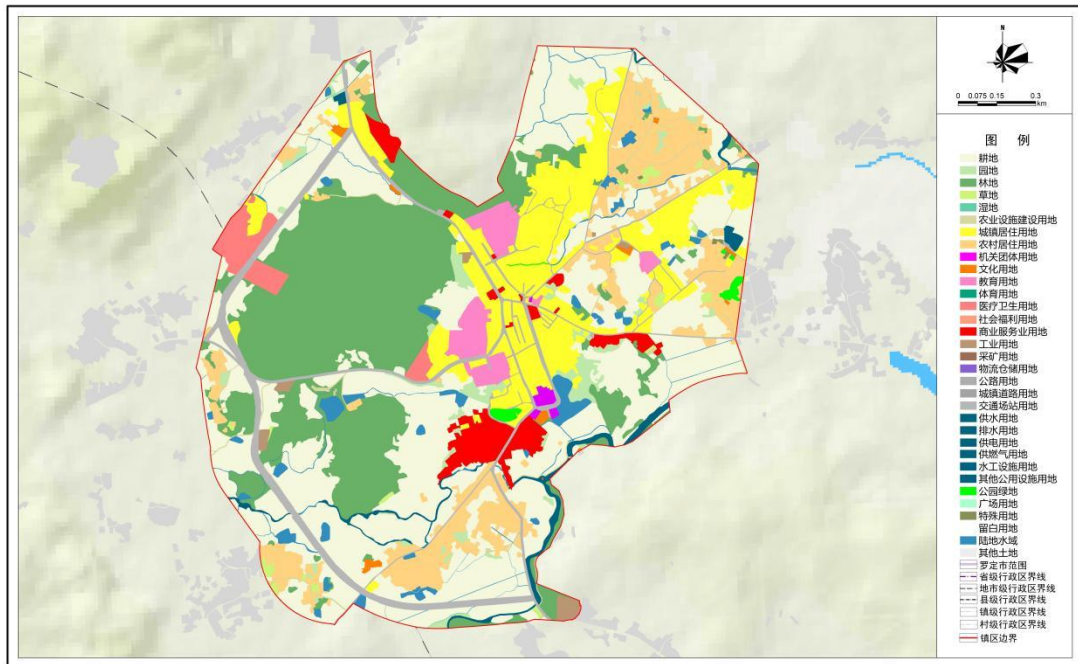 N
0 0.075 0.15 0.3
km
图 例
耕地
园地
林地
草地
湿地
农业设施建设用地
城镇居住用地
农村居住用地
机关团体用地
文化用地
教育用地
体育用地
医疗卫生用地
社会福利用地
商业服务业用地
工业用地
采矿用地
物流仓储用地
公路用地
城镇道路用地
交通场站用地
供水用地
排水用地
供电用地
供燃气用地
水工设施用地
其他公用设施用地
公园绿地
广场用地
特殊用地
留白用地
陆地水域
其他土地
罗定市范围
省级行政区界线
地市级行政区界线
县级行政区界线
镇级行政区界线
村级行政区界线
镇区边界